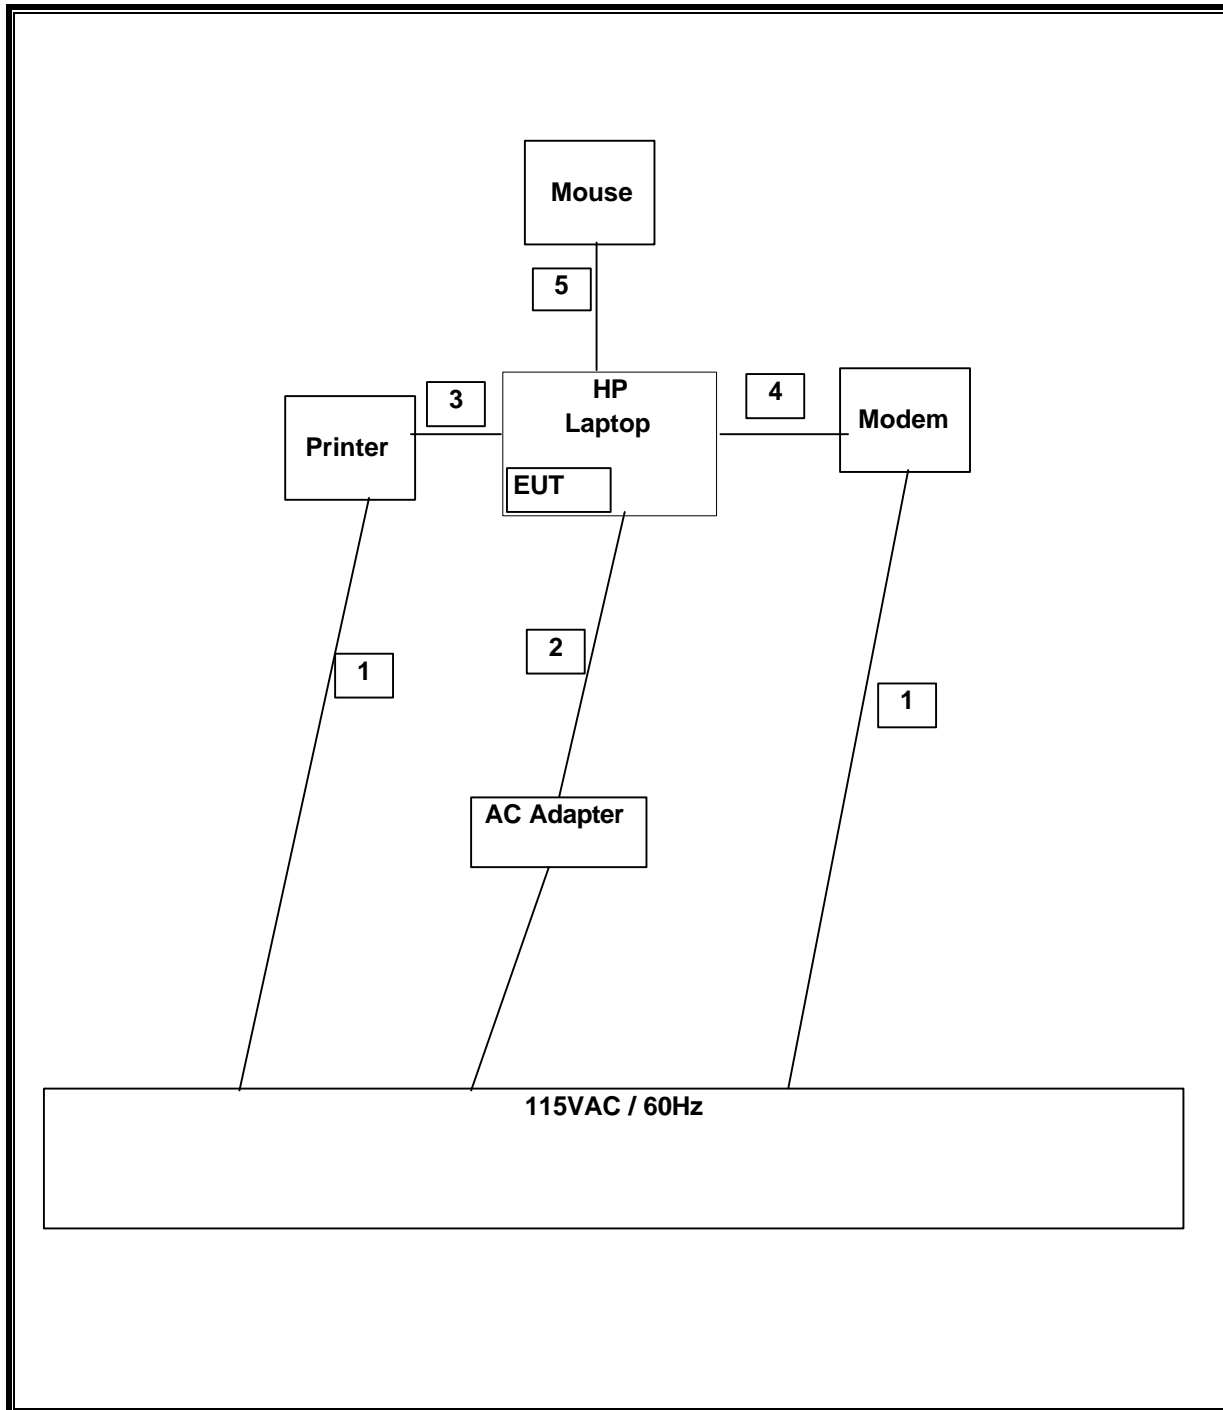 Mouse
5
HP
Laptop
3
4
Printer
Modem
EUT
2
1
1
AC Adapter
115VAC / 60Hz